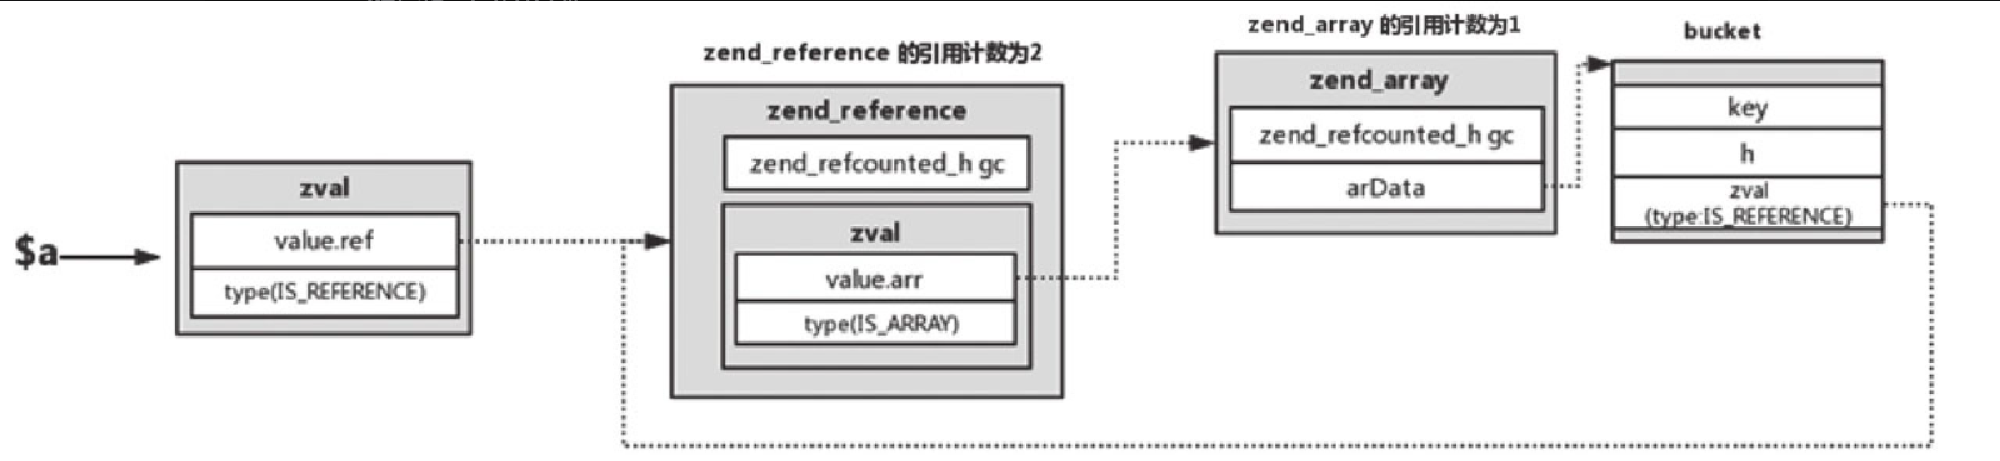 $a
zval
value.ref
type(IS_REFERENCE)
zend_reference 的引用计数为2
zend_reference
zend_refcounted_h gc
zval
value.arr
type(IS_ARRAY)
zend_array 的引用计数为1
zend_array
zend_refcounted_h gc
arData
bucket
key
h
zval
(type:IS_REFERENCE)